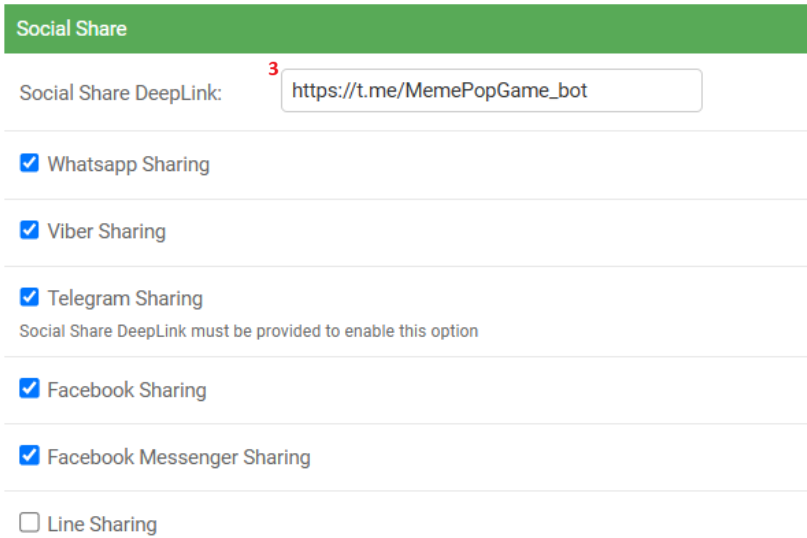 Social Share
3
Social Share DeepLink: https://t.me/MemePopGame_bot
Whatsapp Sharing
Viber Sharing
Telegram Sharing
Social Share DeepLink must be provided to enable this option
Facebook Sharing
Facebook Messenger Sharing
Line Sharing